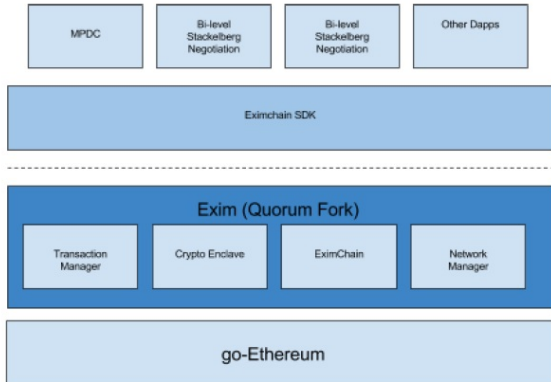 MPDC
Bi-level
Stackelberg
Negotiation
Bi-level
Stackelberg
Negotiation
Other Dapps
Eximchain SDK
Exim (Quorum Fork)
Transaction
Manager
Crypto Enclave
EximChain
Network
Manager
go-Ethereum